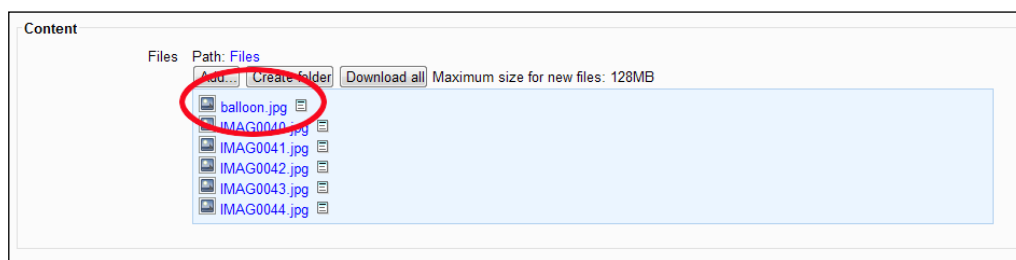 Content
Files Path: Files
Add... Create folder Download all Maximum size for new files: 128MB
balloon.jpg
IMAG0040.jpg
IMAG0041.jpg
IMAG0042.jpg
IMAG0043.jpg
IMAG0044.jpg